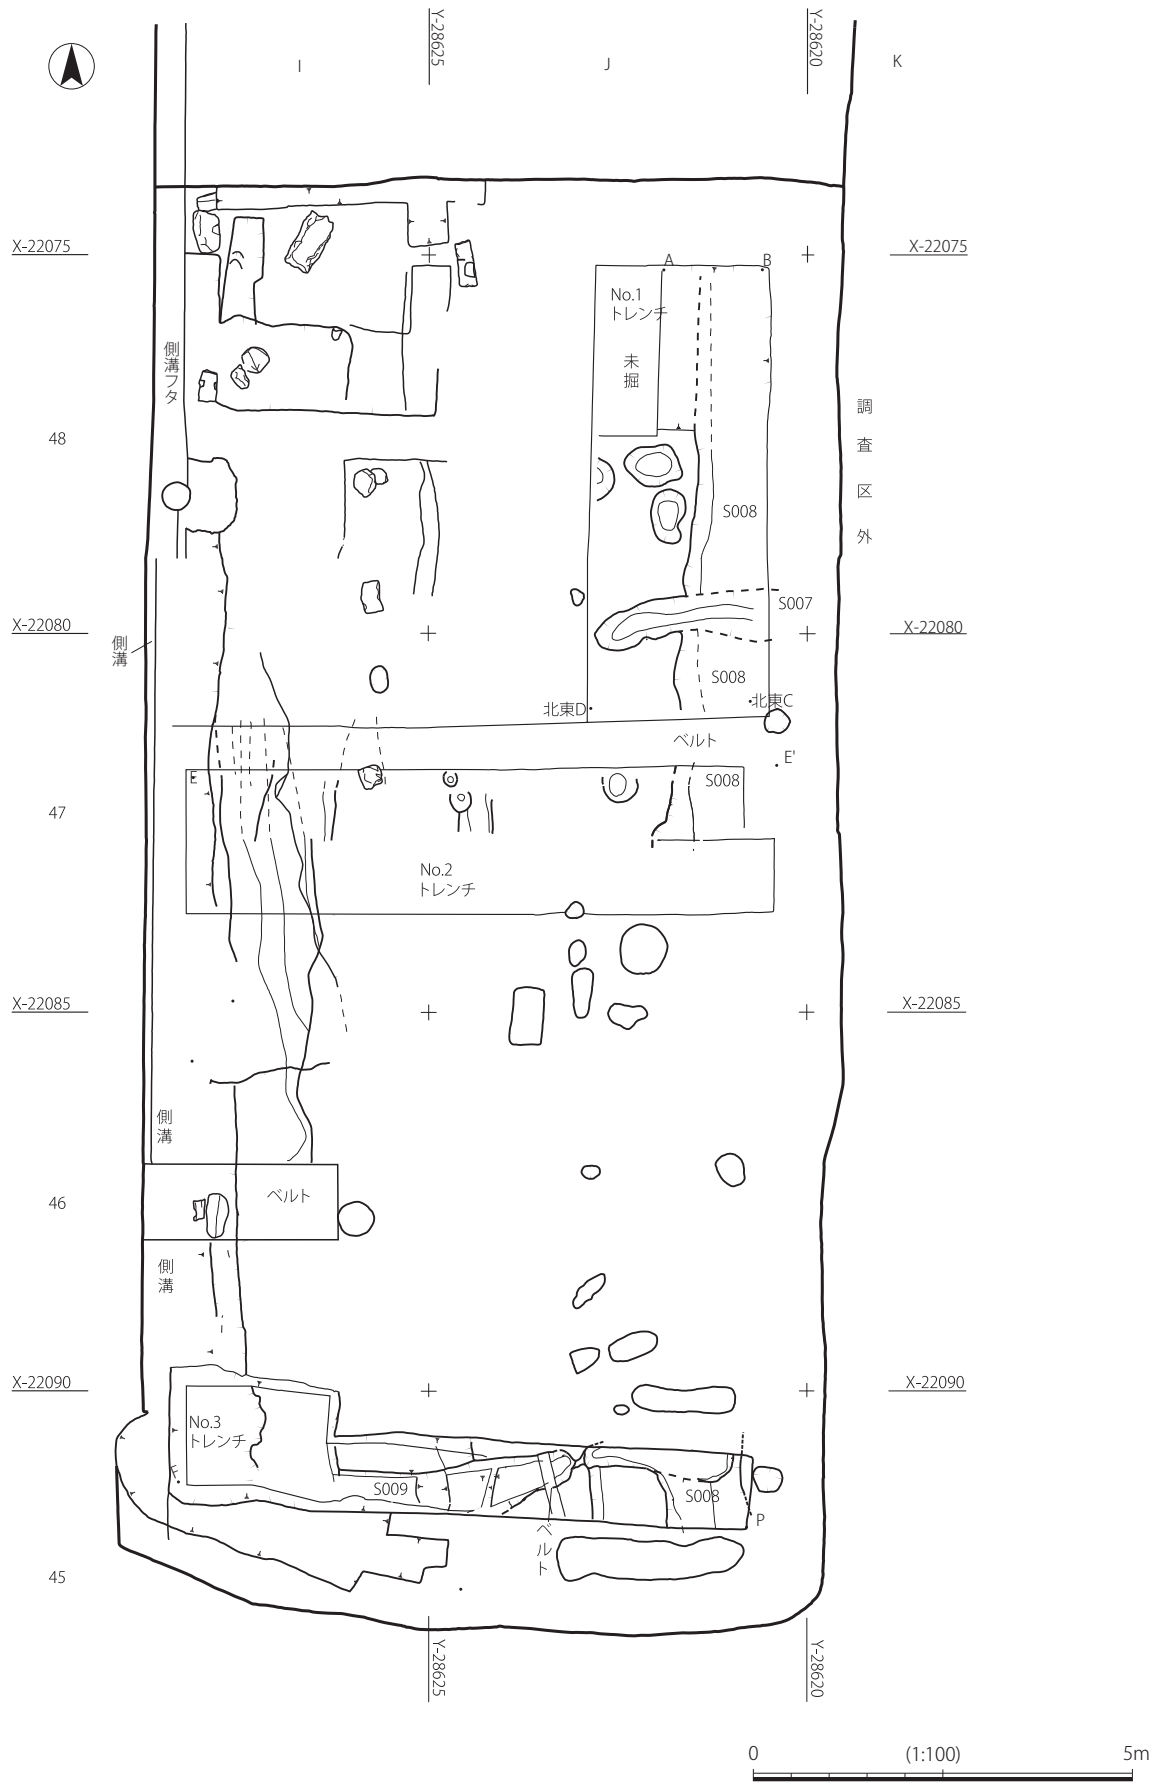 Y-28625
Y-28620
I
J
K
X-22075
X-22075
A
B
No.1
トレンチ
未掘
側溝フタ
調査区外
48
S008
S007
X-22080
X-22080
側溝
S008
北東D
北東C
ベルト
E'
E
S008
47
No.2
トレンチ
X-22085
X-22085
側溝
46
ベルト
側溝
X-22090
X-22090
No.3
トレンチ
F
S009
S008
P
ベルト
45
Y-28625
Y-28620
0
(1:100)
5m